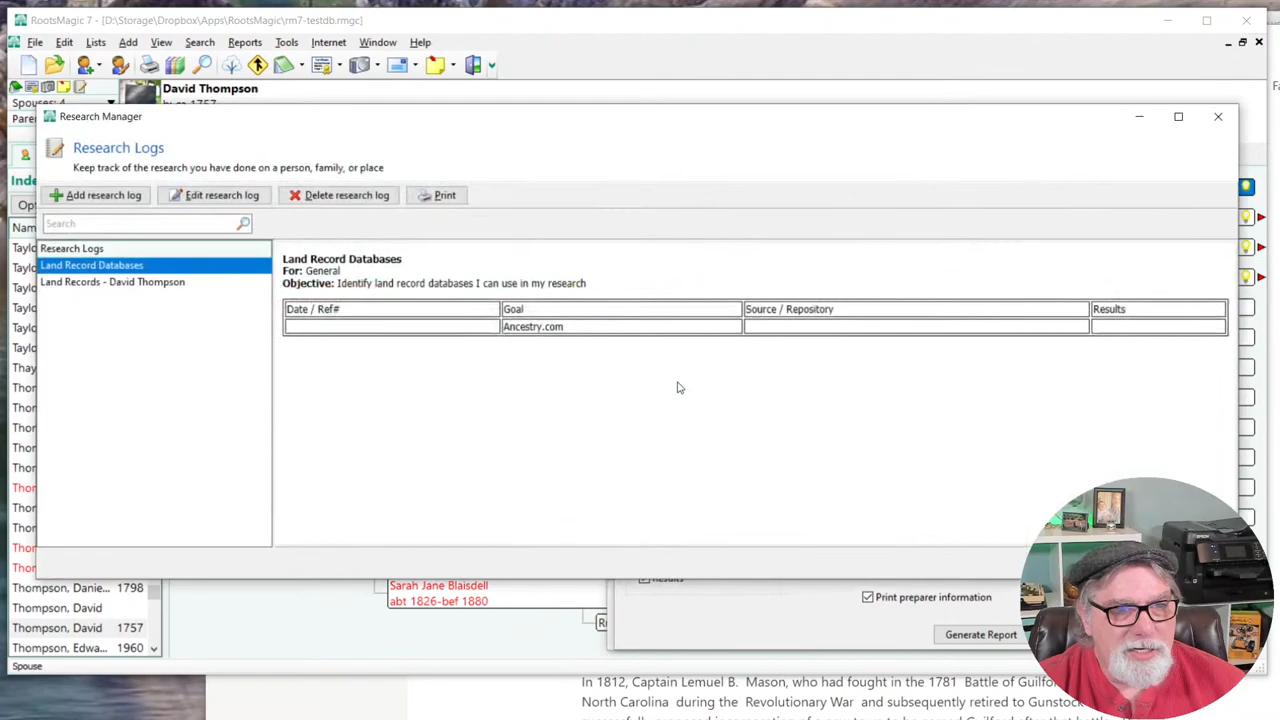 RootsMagic 7 - [D:\Storage\Dropbox\Apps\RootsMagic\rm7-testdb.rmgc]
File Edit Lists Add View Search Reports Tools Internet Window Help
David Thompson
Spouses: 4
Research Manager
Research Logs
Keep track of the research you have done on a person, family, or place
Add research log Edit research log Delete research log Print
Search
Research Logs
Land Record Databases
Land Records - David Thompson
Land Record Databases
For: General
Objective: Identify land record databases I can use in my research
Date / Ref# Goal Source / Repository Results
Ancestry.com
Thompson, Danie... 1798
Thompson, David
Thompson, David 1757
Thompson, Edwa... 1960
Spouse
Sarah Jane Blaisdell
abt 1826-bef 1880
Results
Print preparer information
Generate Report
In 1812, Captain Lemuel B. Mason, who had fought in the 1781 Battle of
North Carolina during the Revolutionary War and subsequently retired to Gunstock